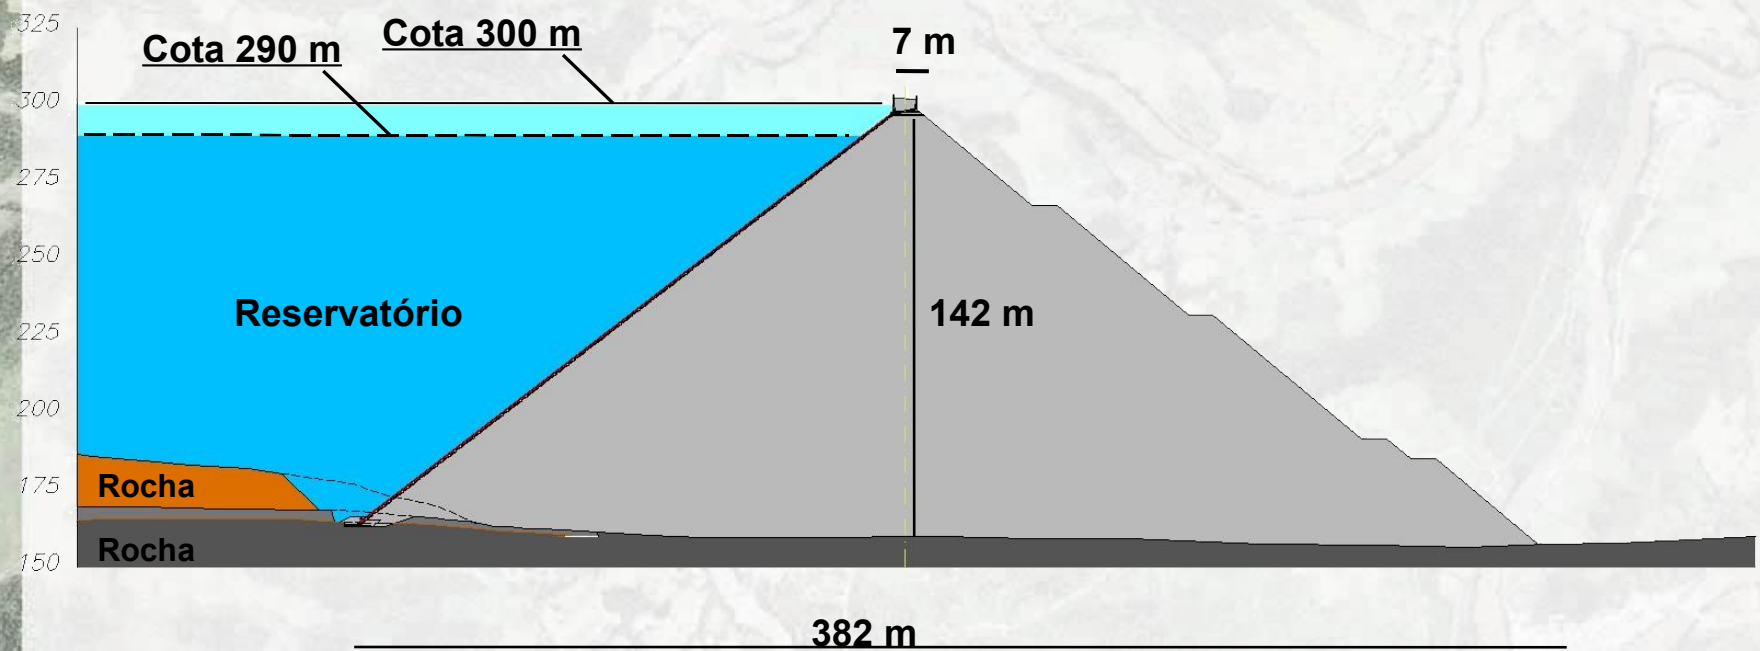 325
Cota 290 m
Cota 300 m
7 m
300
275
250
Reservatório
142 m
225
200
175
Rocha
Rocha
150
382 m